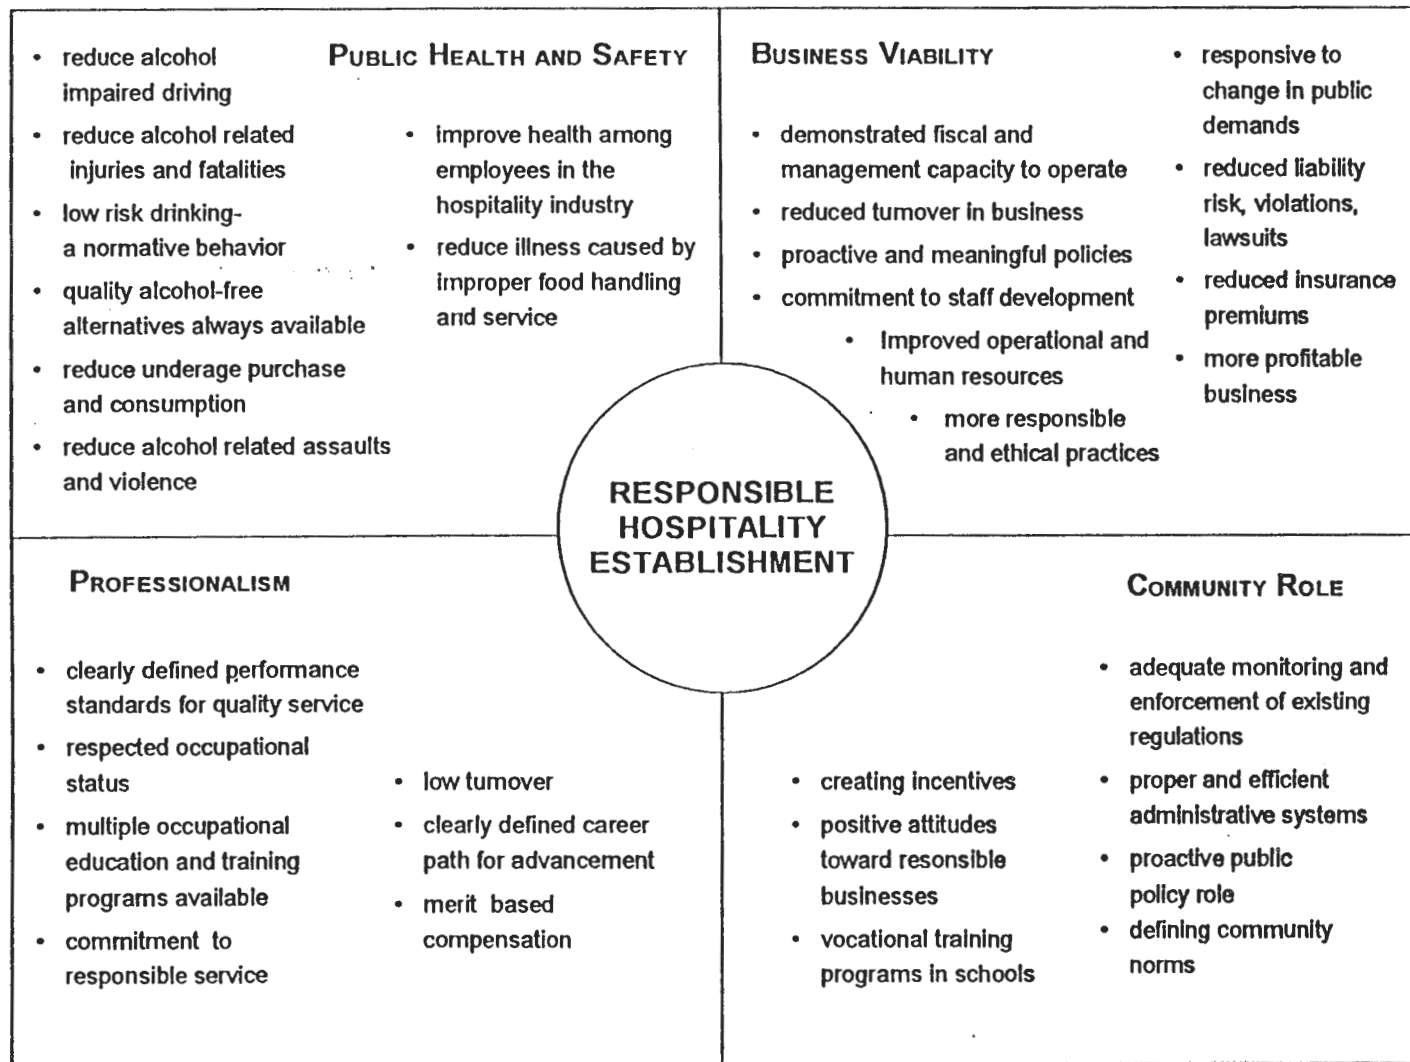 PUBLIC HEALTH AND SAFETY
• reduce alcohol
impaired driving
• reduce alcohol related
injuries and fatalities
• low risk drinking-
a normative behavior
• quality alcohol-free
alternatives always available
• reduce underage purchase
and consumption
• reduce alcohol related assaults
and violence
• improve health among
employees in the
hospitality industry
• reduce illness caused by
improper food handling
and service
BUSINESS VIABILITY
• demonstrated fiscal and
management capacity to operate
• reduced turnover in business
• proactive and meaningful policies
• commitment to staff development
• Improved operational and
human resources
• more responsible
and ethical practices
• responsive to
change in public
demands
• reduced liability
risk, violations,
lawsuits
• reduced insurance
premiums
• more profitable
business
RESPONSIBLE
HOSPITALITY
ESTABLISHMENT
PROFESSIONALISM
• clearly defined performance
standards for quality service
• respected occupational
status
• multiple occupational
education and training
programs available
• commitment to
responsible service
• low turnover
• clearly defined career
path for advancement
• merit based
compensation
COMMUNITY ROLE
• creating incentives
• positive attitudes
toward resonsible
businesses
• vocational training
programs in schools
• adequate monitoring and
enforcement of existing
regulations
• proper and efficient
administrative systems
• proactive public
policy role
• defining community
norms